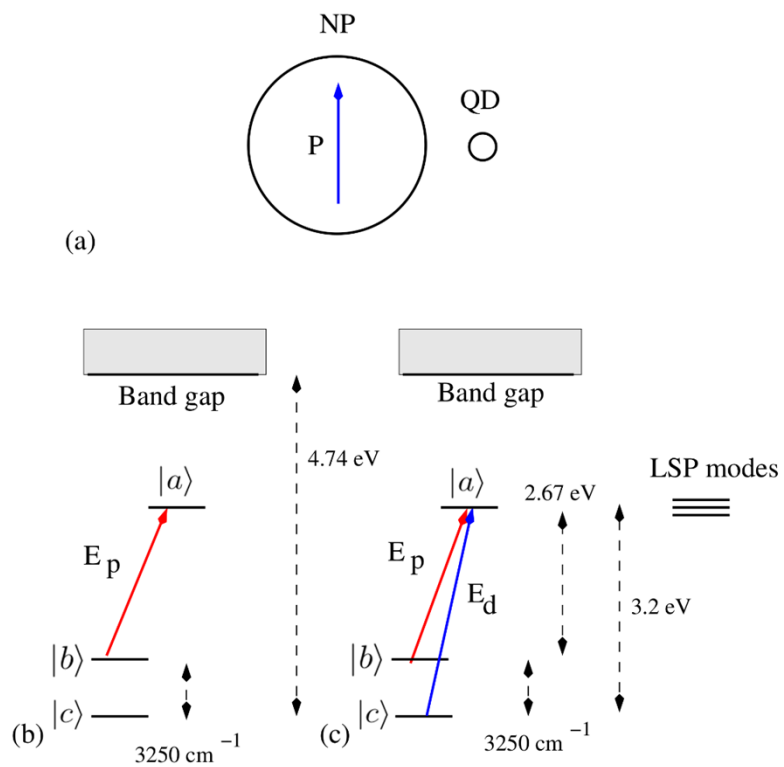 NP
QD
P
(a)
Band gap
Band gap
4.74 eV
|a⟩
|a⟩
2.67 eV
LSP modes
E p
E p
E d
3.2 eV
|b⟩
|b⟩
|c⟩
|c⟩
(b)
3250 cm⁻¹
(c)
3250 cm⁻¹